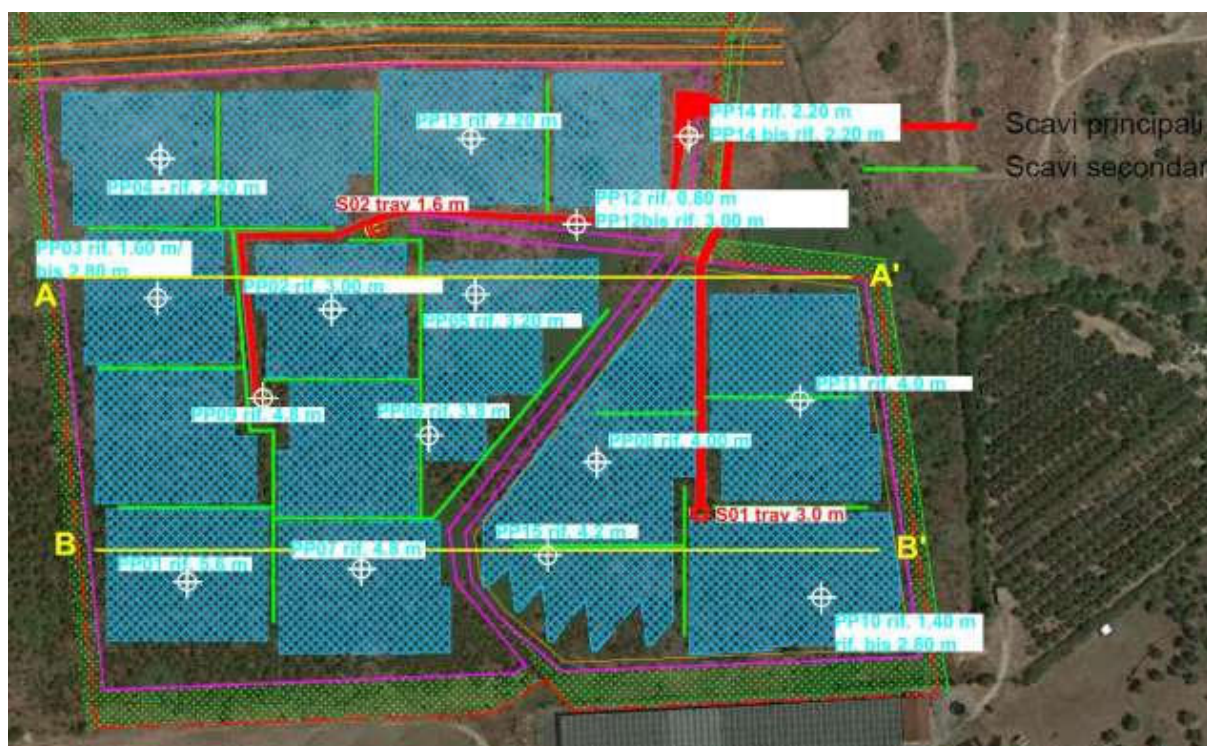 PP14 rif. 2.20 m
PP14 bis rif. 2.20 m
Scavi principali
PP13 rif. 2.20 m
Scavi secondar
PP04 - rif. 2.20 m
S02 trav 1.6 m
PP12 rif. 0.80 m
PP12bis rif. 3.00 m
PP03 rif. 1.60 m/
bis 2.80 m
A
A'
PP02 rif. 3.00 m
PP05 rif. 3.20 m
PP09 rif. 4.8 m
PP06 rif. 3.8 m
PP11 rif. 4.0 m
PP08 rif. 4.00 m
S01 trav 3.0 m
B
B'
PP07 rif. 4.8 m
PP15 rif. 4.2 m
PP01 rif. 5.6 m
PP10 rif. 1.40 m
rif. bis 2.80 m